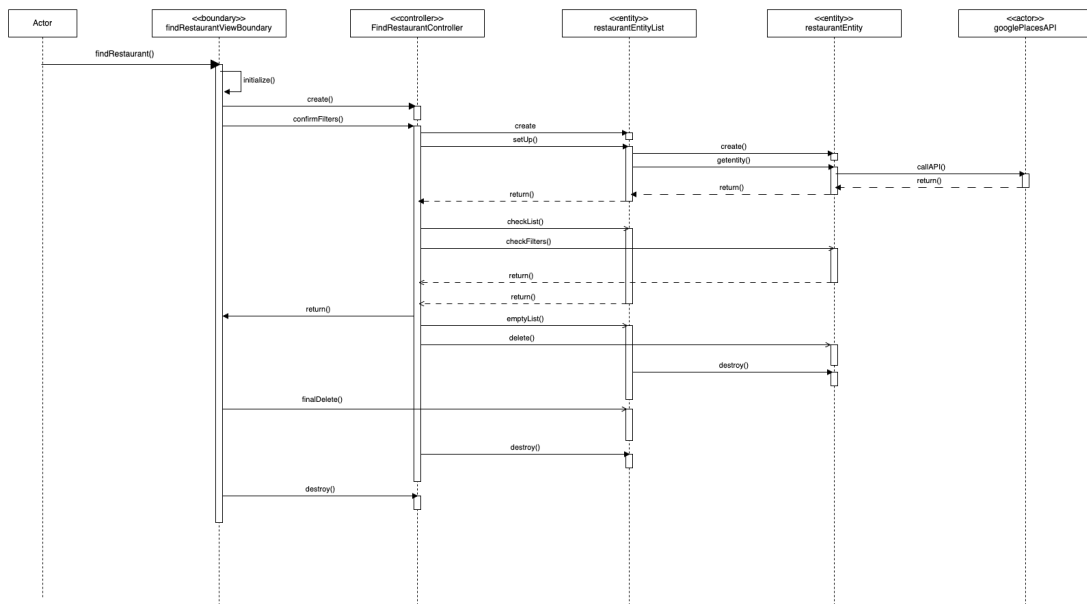 Actor
<<boundary>>
findRestaurantViewBoundary
<<controller>>
FindRestaurantController
<<entity>>
restaurantEntityList
<<entity>>
restaurantEntity
<<actor>>
googlePlacesAPI
findRestaurant()
initialize()
create()
confirmFilters()
create
setUp()
create()
getentity()
callAPI()
return()
return()
return()
checkList()
checkFilters()
return()
return()
return()
emptyList()
delete()
destroy()
finalDelete()
destroy()
destroy()